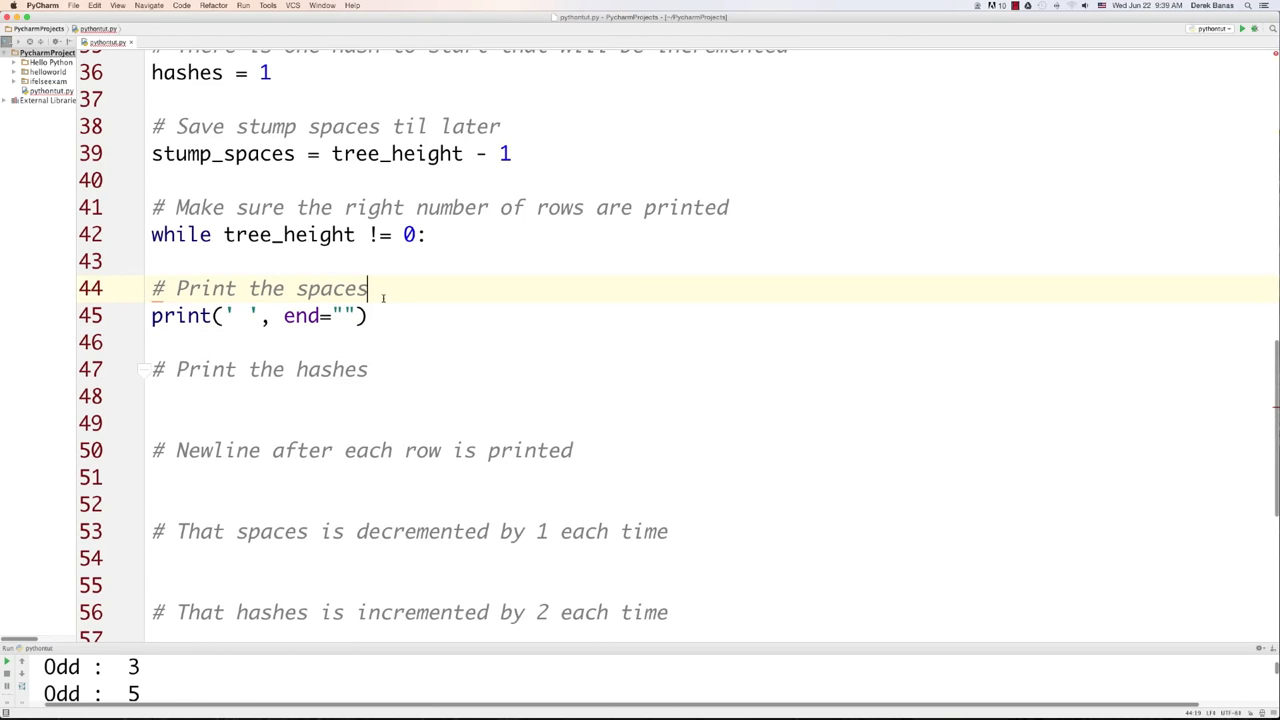 PyCharm File Edit View Navigate Code Refactor Run Tools VCS Window Help 10 Wed Jun 22 9:39 AM Derek Banas
pythontut.py - PycharmProjects - [~/PycharmProjects]
PycharmProjects pythontut.py pythontut
pythontut.py
PycharmProject
Hello Python
helloworld
ifelseexam
pythontut.py
External Librarie
35 # There is one hash to start that will be incremented
36 hashes = 1
37
38 # Save stump spaces til later
39 stump_spaces = tree_height - 1
40
41 # Make sure the right number of rows are printed
42 while tree_height != 0:
43
44 # Print the spaces
45 print(' ', end="")
46
47 # Print the hashes
48
49
50 # Newline after each row is printed
51
52
53 # That spaces is decremented by 1 each time
54
55
56 # That hashes is incremented by 2 each time
57
Run pythontut
Odd : 3
Odd : 5
44:19 LF UTF-8